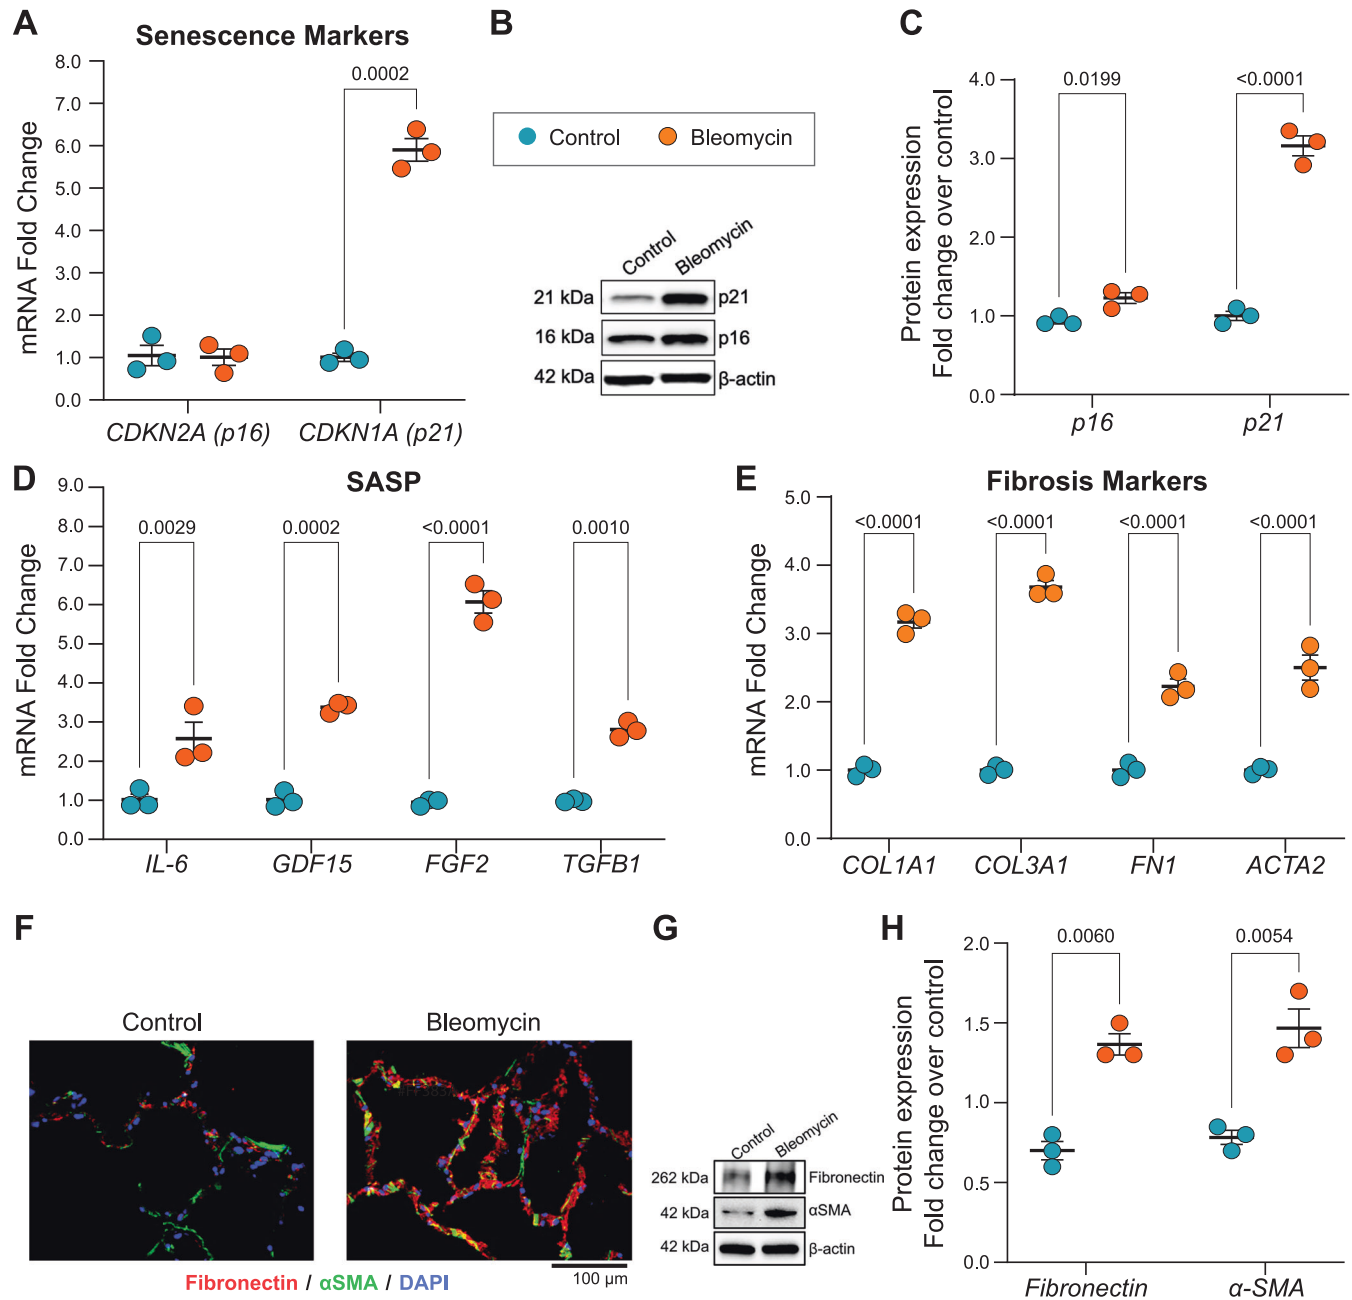 A
Senescence Markers
mRNA Fold Change
8.0
7.0
6.0
5.0
4.0
3.0
2.0
1.0
0.0
0.0002
CDKN2A (p16)
CDKN1A (p21)
B
Control
Bleomycin
Control
Bleomycin
21 kDa
p21
16 kDa
p16
42 kDa
β-actin
C
Protein expression
Fold change over control
4.0
3.0
2.0
1.0
0.0
0.0199
<0.0001
p16
p21
D
SASP
mRNA Fold Change
9.0
8.0
7.0
6.0
5.0
4.0
3.0
2.0
1.0
0.0
0.0029
0.0002
<0.0001
0.0010
IL-6
GDF15
FGF2
TGFB1
E
Fibrosis Markers
mRNA Fold Change
5.0
4.0
3.0
2.0
1.0
0.0
<0.0001
<0.0001
<0.0001
<0.0001
COL1A1
COL3A1
FN1
ACTA2
F
Control
Bleomycin
100 µm
Fibronectin / αSMA / DAPI
G
Control
Bleomycin
262 kDa
Fibronectin
42 kDa
αSMA
42 kDa
β-actin
H
Protein expression
Fold change over control
2.0
1.5
1.0
0.5
0.0
0.0060
0.0054
Fibronectin
α-SMA